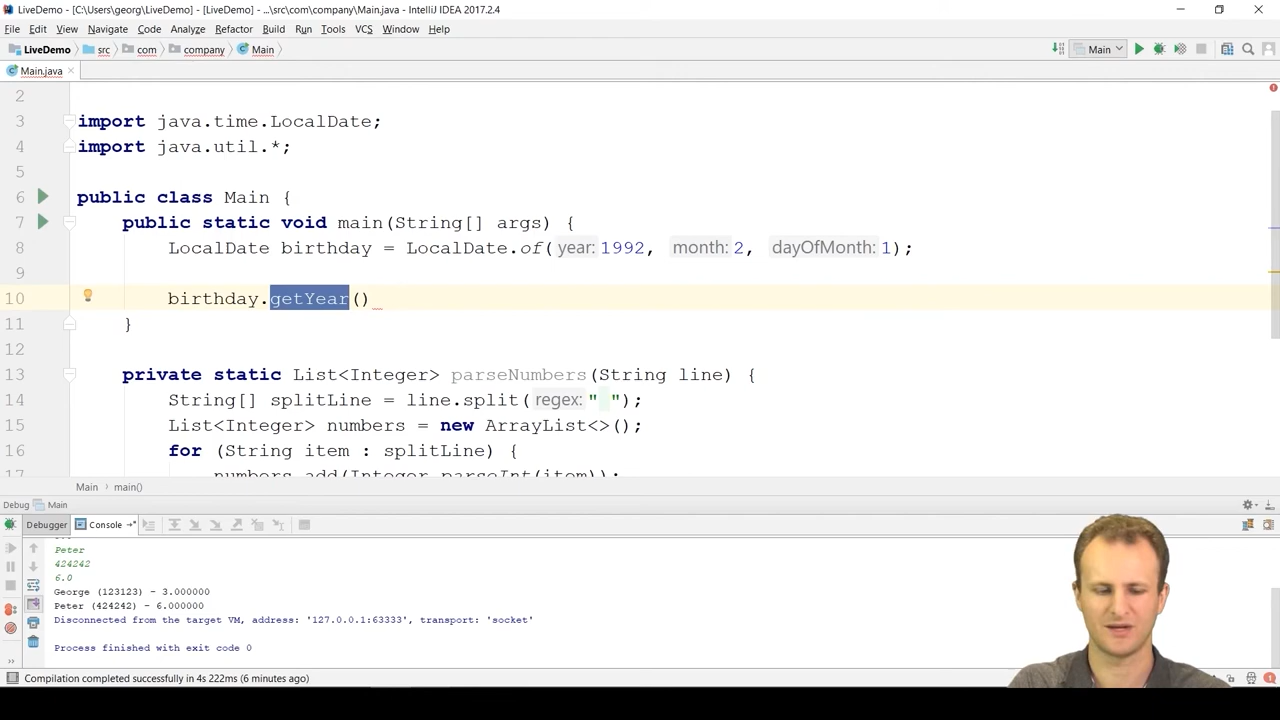 LiveDemo - [C:\Users\georg\LiveDemo] - [LiveDemo] - ...\src\com\company\Main.java - IntelliJ IDEA 2017.2.4
File Edit View Navigate Code Analyze Refactor Build Run Tools VCS Window Help
LiveDemo src com company Main Main
Main.java
2
3 import java.time.LocalDate;
4 import java.util.*;
5
6 public class Main {
7 public static void main(String[] args) {
8 LocalDate birthday = LocalDate.of( year: 1992, month: 2, dayOfMonth: 1);
9
10 birthday.getYear()
11 }
12
13 private static List<Integer> parseNumbers(String line) {
14 String[] splitLine = line.split( regex: " ");
15 List<Integer> numbers = new ArrayList<>();
16 for (String item : splitLine) {
17 numbers.add(Integer.parseInt(item));
Main main()
Debug Main
Debugger Console
Peter
424242
6.0
George (123123) - 3.000000
Peter (424242) - 6.000000
Disconnected from the target VM, address: '127.0.0.1:63333', transport: 'socket'
Process finished with exit code 0
Compilation completed successfully in 4s 222ms (6 minutes ago)